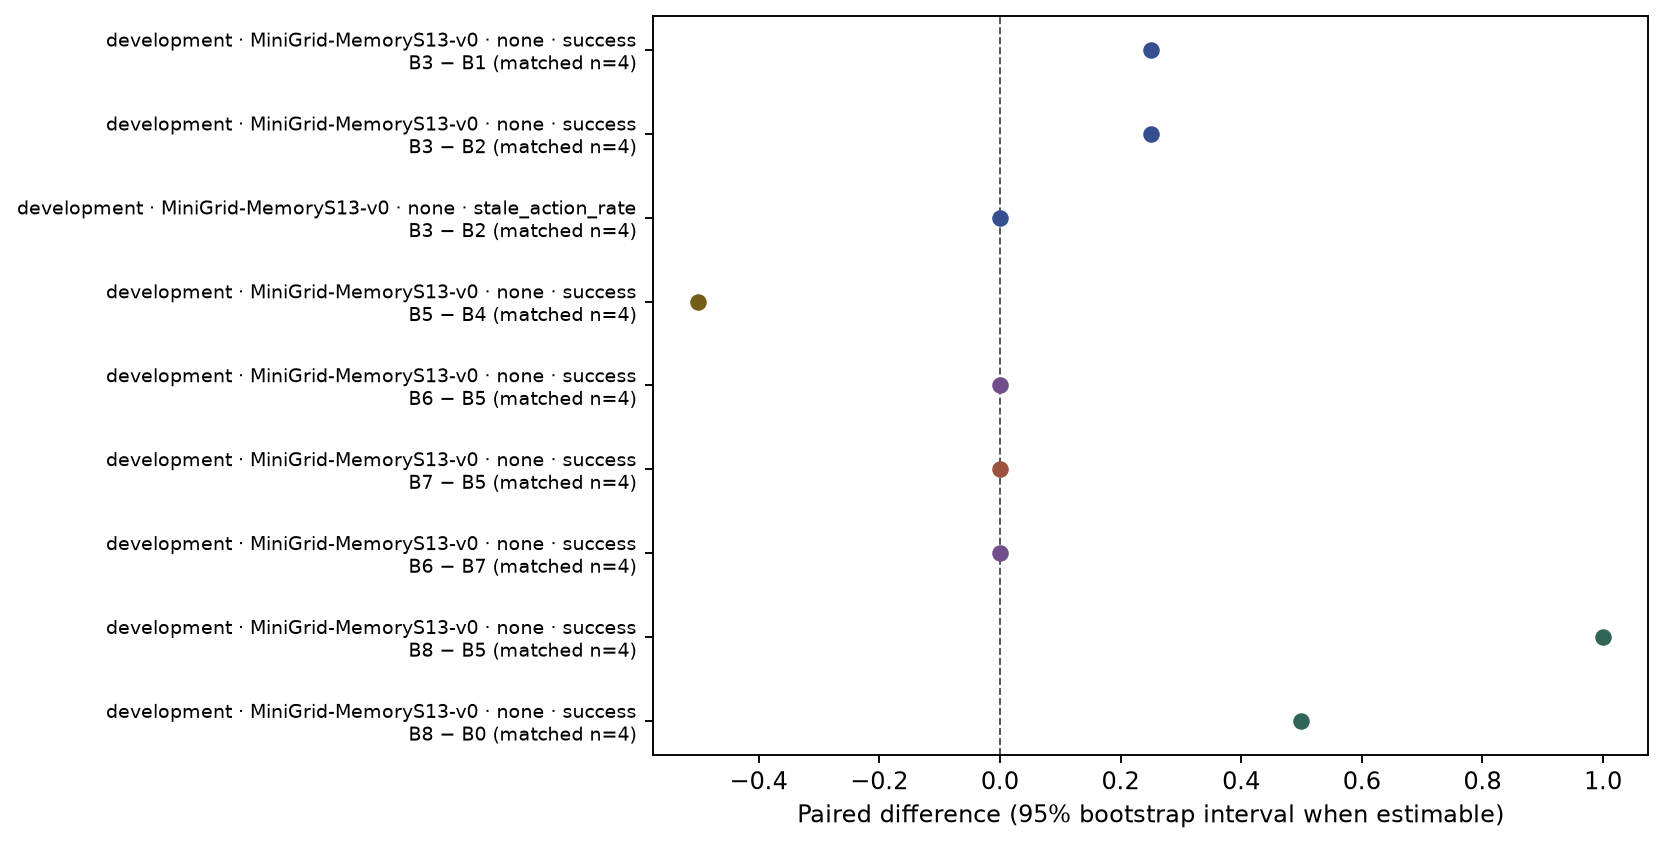 development · MiniGrid-MemoryS13-v0 · none · success
B3 − B1 (matched n=4)
development · MiniGrid-MemoryS13-v0 · none · success
B3 − B2 (matched n=4)
development · MiniGrid-MemoryS13-v0 · none · stale_action_rate
B3 − B2 (matched n=4)
development · MiniGrid-MemoryS13-v0 · none · success
B5 − B4 (matched n=4)
development · MiniGrid-MemoryS13-v0 · none · success
B6 − B5 (matched n=4)
development · MiniGrid-MemoryS13-v0 · none · success
B7 − B5 (matched n=4)
development · MiniGrid-MemoryS13-v0 · none · success
B6 − B7 (matched n=4)
development · MiniGrid-MemoryS13-v0 · none · success
B8 − B5 (matched n=4)
development · MiniGrid-MemoryS13-v0 · none · success
B8 − B0 (matched n=4)
−0.4 −0.2 0.0 0.2 0.4 0.6 0.8 1.0
Paired difference (95% bootstrap interval when estimable)